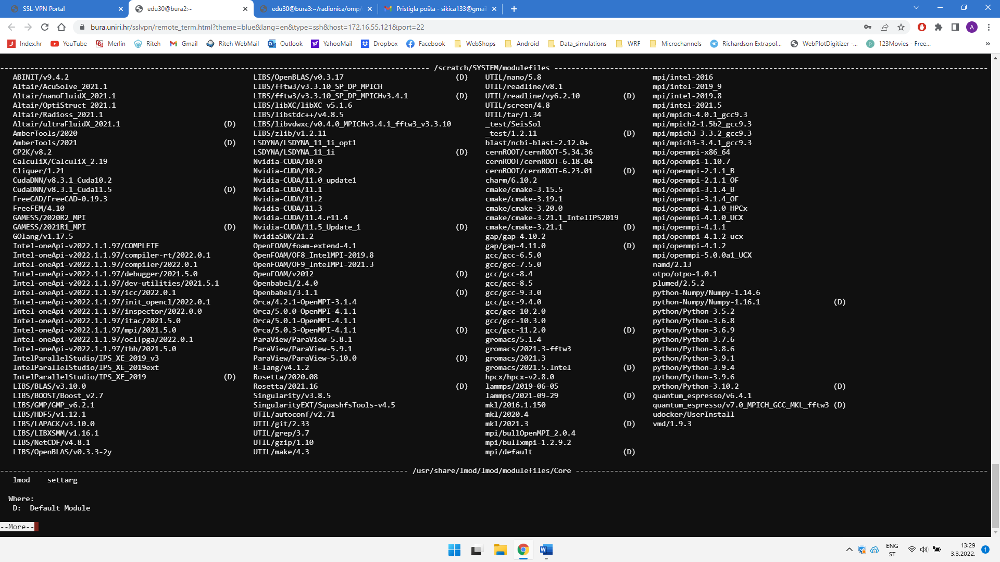 SSL-VPN Portal
edu30@bura2:~
edu30@bura3:~/radionica/omp/
Pristigla pošta - sikica133@gmail
bura.uniri.hr/sslvpn/remote_term.html?theme=blue&lang=en&type=ssh&host=172.16.55.121&port=22
A
Index.hr YouTube Merlin Riteh Gmail Riteh WebMail Outlook YahooMail Dropbox Facebook WebShops Android Data_simulations WRF Microchannels Richardson Extrapol... WebPlotDigitizer -... 123Movies - Free... »
/scratch/SYSTEM/modulefiles
ABINIT/v9.4.2 LIBS/OpenBLAS/v0.3.17 (D) UTIL/nano/5.8 mpi/intel-2016
Altair/AcuSolve_2021.1 LIBS/fftw3/v3.3.10_SP_DP_MPICH UTIL/readline/v8.1 mpi/intel-2019_9
Altair/nanoFluidX_2021.1 LIBS/fftw3/v3.3.10_SP_DP_MPICHv3.4.1 (D) UTIL/readline/vy6.2.10 (D) mpi/intel-2019.8
Altair/OptiStruct_2021.1 LIBS/libXC/libXC_v5.1.6 UTIL/screen/4.8 mpi/intel-2021.5
Altair/Radioss_2021.1 LIBS/libstdc++/v4.8.5 UTIL/tar/1.34 mpi/mpich-4.0.1_gcc9.3
Altair/ultraFluidX_2021.1 (D) LIBS/libvdwxc/v0.4.0_MPICHv3.4.1_fftw3_v3.3.10 _test/SeisSol mpi/mpich2-1.5b2_gcc9.3
AmberTools/2020 LIBS/zlib/v1.2.11 _test/1.2.11 (D) mpi/mpich3-3.3.2_gcc9.3
AmberTools/2021 (D) LSDYNA/LSDYNA_11_1i_opt1 blast/ncbi-blast-2.12.0+ mpi/mpich3-3.4.1_gcc9.3
CP2K/v8.2 LSDYNA/LSDYNA_11_1i (D) cernROOT/cernROOT-5.34.36 mpi/openmpi-x86_64
CalculiX/CalculiX_2.19 Nvidia-CUDA/10.0 cernROOT/cernROOT-6.18.04 mpi/openmpi-1.10.7
Cliquer/1.21 Nvidia-CUDA/10.2 cernROOT/cernROOT-6.23.01 (D) mpi/openmpi-2.1.1_B
CudaDNN/v8.3.1_Cuda10.2 Nvidia-CUDA/11.0_update1 charm/6.10.2 mpi/openmpi-2.1.1_OF
CudaDNN/v8.3.1_Cuda11.5 (D) Nvidia-CUDA/11.1 cmake/cmake-3.15.5 mpi/openmpi-3.1.4_B
FreeCAD/FreeCAD-0.19.3 Nvidia-CUDA/11.2 cmake/cmake-3.19.1 mpi/openmpi-3.1.4_OF
FreeFEM/4.10 Nvidia-CUDA/11.3 cmake/cmake-3.20.0 mpi/openmpi-4.1.0_HPCx
GAMESS/2020R2_MPI Nvidia-CUDA/11.4.r11.4 cmake/cmake-3.21.1_IntelIPS2019 mpi/openmpi-4.1.0_UCX
GAMESS/2021R1_MPI (D) Nvidia-CUDA/11.5_Update_1 (D) cmake/cmake-3.21.1 (D) mpi/openmpi-4.1.1
GOlang/v1.17.5 NvidiaSDK/21.2 gap/gap-4.10.2 mpi/openmpi-4.1.2-ucx
Intel-oneApi-v2022.1.1.97/COMPLETE OpenFOAM/foam-extend-4.1 gap/gap-4.11.0 (D) mpi/openmpi-4.1.2
Intel-oneApi-v2022.1.1.97/compiler-rt/2022.0.1 OpenFOAM/OF8_IntelMPI-2019.8 gcc/gcc-6.5.0 mpi/openmpi-5.0.0a1_UCX
Intel-oneApi-v2022.1.1.97/compiler/2022.0.1 OpenFOAM/OF9_IntelMPI-2021.3 gcc/gcc-7.5.0 namd/2.13
Intel-oneApi-v2022.1.1.97/debugger/2021.5.0 OpenFOAM/v2012 (D) gcc/gcc-8.4 otpo/otpo-1.0.1
Intel-oneApi-v2022.1.1.97/dev-utilities/2021.5.1 Openbabel/2.4.0 gcc/gcc-8.5 plumed/2.5.2
Intel-oneApi-v2022.1.1.97/icc/2022.0.1 Openbabel/3.1.1 (D) gcc/gcc-9.3.0 python-Numpy/Numpy-1.14.6
Intel-oneApi-v2022.1.1.97/init_opencl/2022.0.1 Orca/4.2.1-OpenMPI-3.1.4 gcc/gcc-9.4.0 python-Numpy/Numpy-1.16.1 (D)
Intel-oneApi-v2022.1.1.97/inspector/2022.0.0 Orca/5.0.0-OpenMPI-4.1.1 gcc/gcc-10.2.0 python/Python-3.5.2
Intel-oneApi-v2022.1.1.97/itac/2021.5.0 Orca/5.0.1-OpenMPI-4.1.1 gcc/gcc-10.3.0 python/Python-3.6.8
Intel-oneApi-v2022.1.1.97/mpi/2021.5.0 Orca/5.0.3-OpenMPI-4.1.1 (D) gcc/gcc-11.2.0 (D) python/Python-3.6.9
Intel-oneApi-v2022.1.1.97/oclfpga/2022.0.1 ParaView/ParaView-5.8.1 gromacs/5.1.4 python/Python-3.7.6
Intel-oneApi-v2022.1.1.97/tbb/2021.5.0 ParaView/ParaView-5.9.1 gromacs/2021.3-fftw3 python/Python-3.8.6
IntelParallelStudio/IPS_XE_2019_v3 ParaView/ParaView-5.10.0 (D) gromacs/2021.3 python/Python-3.9.1
IntelParallelStudio/IPS_XE_2019ext R-lang/v4.1.2 gromacs/2021.5.Intel (D) python/Python-3.9.4
IntelParallelStudio/IPS_XE_2019 (D) Rosetta/2020.08 hpcx/hpcx-v2.8.0 python/Python-3.9.6
LIBS/BLAS/v3.10.0 Rosetta/2021.16 (D) lammps/2019-06-05 python/Python-3.10.2 (D)
LIBS/BOOST/Boost_v2.7 Singularity/v3.8.5 lammps/2021-09-29 (D) quantum_espresso/v6.4.1
LIBS/GMP/GMP_v6.2.1 SingularityEXT/SquashfsTools-v4.5 mkl/2016.1.150 quantum_espresso/v7.0_MPICH_GCC_MKL_fftw3 (D)
LIBS/HDF5/v1.12.1 UTIL/autoconf/v2.71 mkl/2020.4 udocker/UserInstall
LIBS/LAPACK/v3.10.0 UTIL/git/2.33 mkl/2021.3 (D) vmd/1.9.3
LIBS/LIBXSMM/v1.16.1 UTIL/grep/3.7 mpi/bullOpenMPI_2.0.4
LIBS/NetCDF/v4.8.1 UTIL/gzip/1.10 mpi/bullxmpi-1.2.9.2
LIBS/OpenBLAS/v0.3.3-2y UTIL/make/4.3 mpi/default (D)
/usr/share/lmod/lmod/modulefiles/Core
lmod settarg
Where:
D: Default Module
--More--
ENG
ST
13:29
3.3.2022.
1